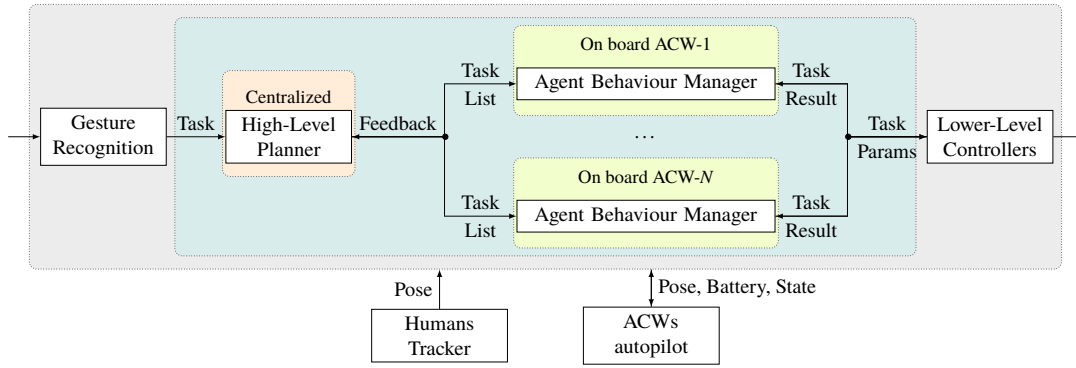 On board ACW-1
Task
List
Agent Behaviour Manager
Task
Result
Centralized
Gesture
Recognition
Task
High-Level
Planner
Feedback
...
Task
Params
Lower-Level
Controllers
On board ACW-N
Task
List
Agent Behaviour Manager
Task
Result
Pose
Pose, Battery, State
Humans
Tracker
ACWs
autopilot